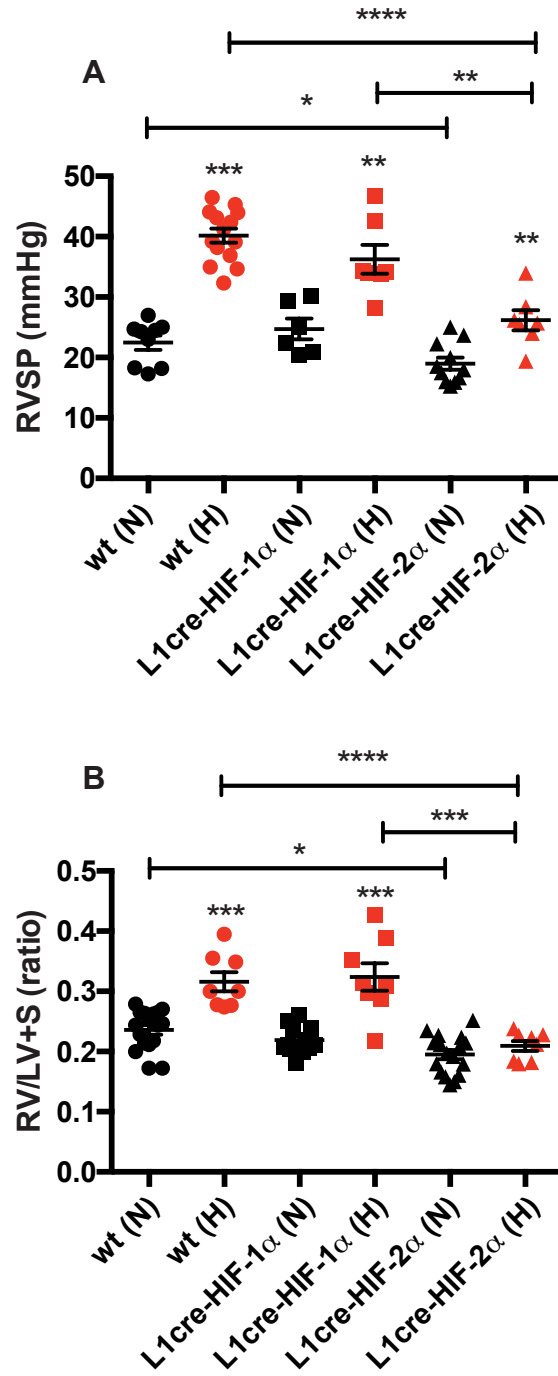 ****
A
**
*
***
**
**
50
40
30
20
10
0
RVSP (mmHg)
wt (N)
wt (H)
L1cre-HIF-1α (N)
L1cre-HIF-1α (H)
L1cre-HIF-2α (N)
L1cre-HIF-2α (H)
B
****
***
*
***
***
0.5
0.4
0.3
0.2
0.1
0.0
RV/LV+S (ratio)
wt (N)
wt (H)
L1cre-HIF-1α (N)
L1cre-HIF-1α (H)
L1cre-HIF-2α (N)
L1cre-HIF-2α (H)